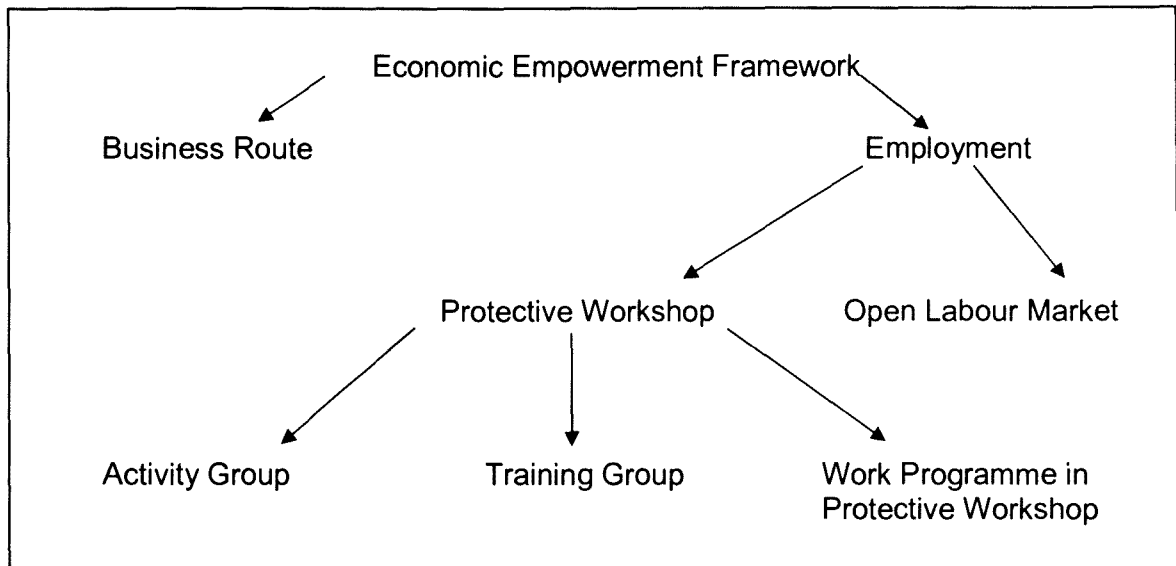 Economic Empowerment Framework
Business Route
Employment
Protective Workshop
Open Labour Market
Activity Group
Training Group
Work Programme in
Protective Workshop